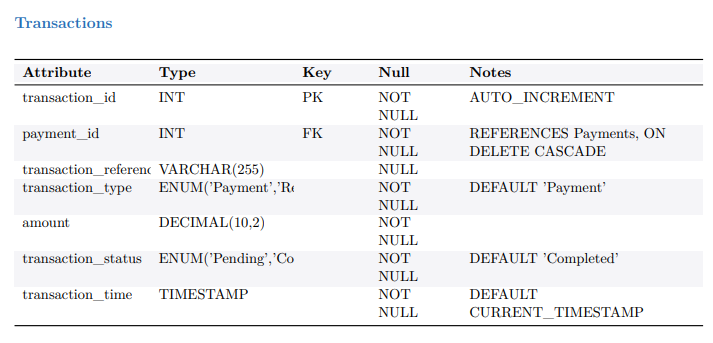 Transactions
Attribute Type Key Null Notes
transaction_id INT PK NOT NULL AUTO_INCREMENT
payment_id INT FK NOT NULL REFERENCES Payments, ON DELETE CASCADE
transaction_referenc VARCHAR(255) NULL
transaction_type ENUM('Payment','Re NOT NULL DEFAULT 'Payment'
amount DECIMAL(10,2) NOT NULL
transaction_status ENUM('Pending','Co NOT NULL DEFAULT 'Completed'
transaction_time TIMESTAMP NOT NULL DEFAULT CURRENT_TIMESTAMP